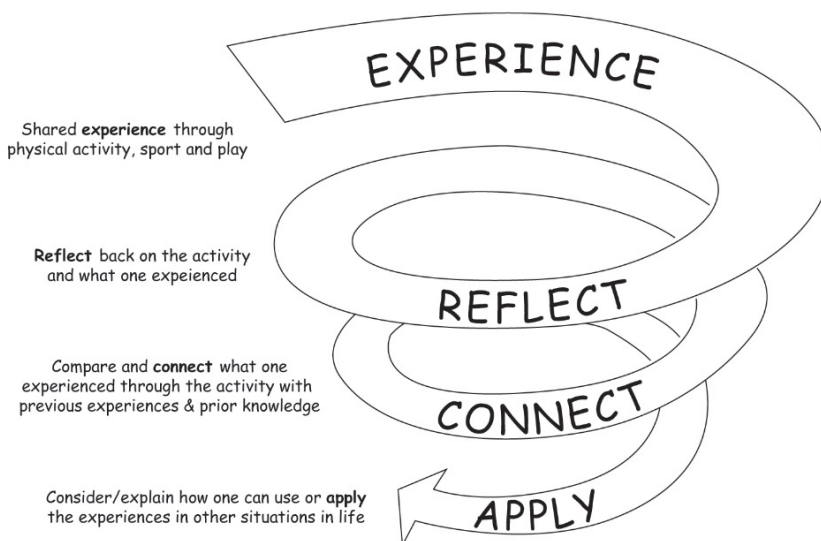 EXPERIENCE
Shared experience through
physical activity, sport and play
Reflect back on the activity
and what one expeienced
REFLECT
Compare and connect what one
experienced through the activity with
previous experiences & prior knowledge
CONNECT
Consider/explain how one can use or apply
the experiences in other situations in life
APPLY